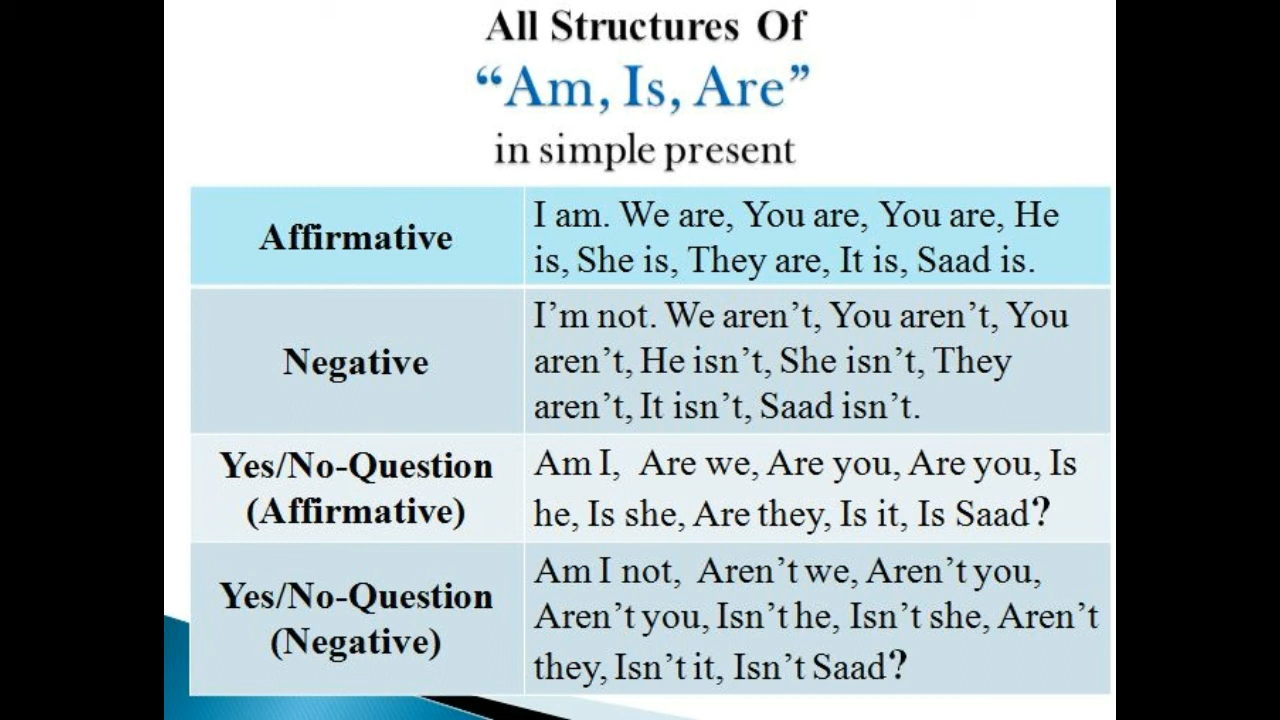 All Structures Of
“Am, Is, Are”
in simple present
Affirmative
I am. We are, You are, You are, He
is, She is, They are, It is, Saad is.
Negative
I’m not. We aren’t, You aren’t, You
aren’t, He isn’t, She isn’t, They
aren’t, It isn’t, Saad isn’t.
Yes/No-Question
(Affirmative)
Am I, Are we, Are you, Are you, Is
he, Is she, Are they, Is it, Is Saad?
Yes/No-Question
(Negative)
Am I not, Aren’t we, Aren’t you,
Aren’t you, Isn’t he, Isn’t she, Aren’t
they, Isn’t it, Isn’t Saad?